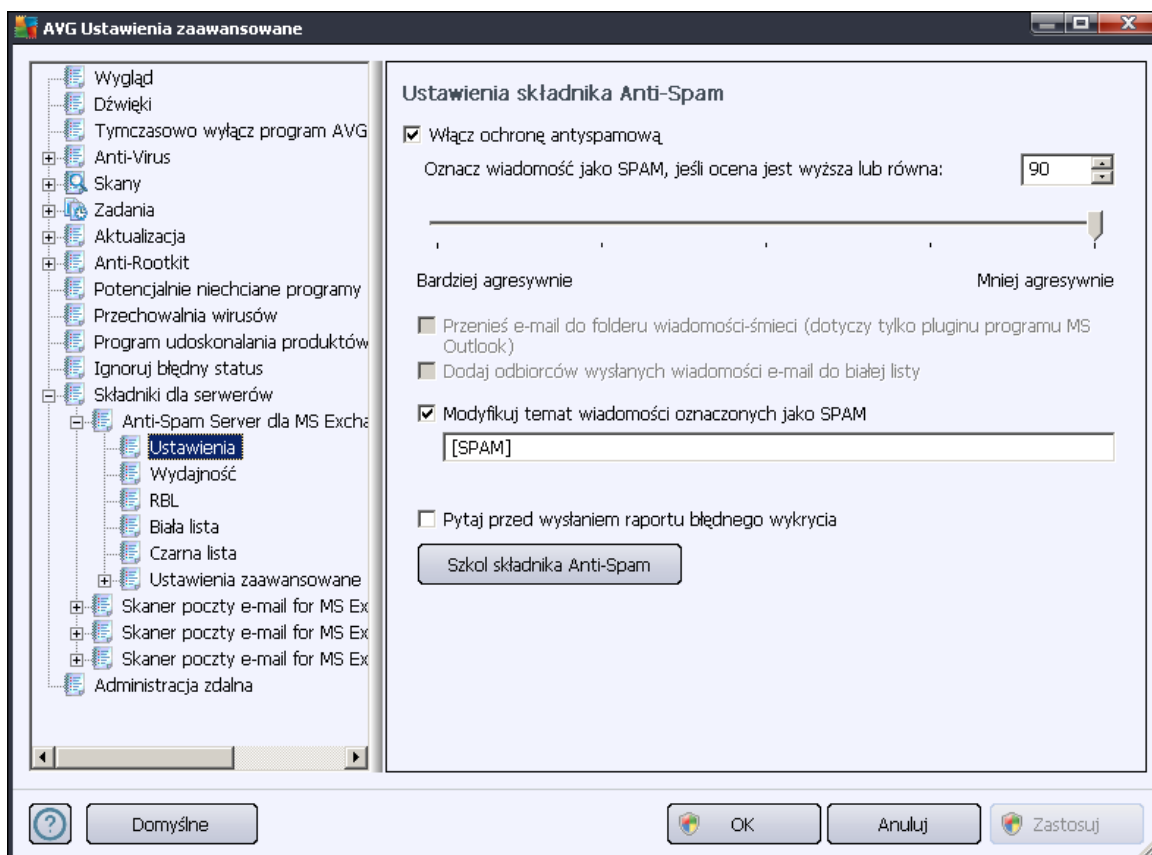 AVG Ustawienia zaawansowane
Wygląd
Dźwięki
Tymczasowo wyłącz program AVG
Anti-Virus
Skany
Zadania
Aktualizacja
Anti-Rootkit
Potencjalnie niechciane programy
Przechowalnia wirusów
Program udoskonalania produktów
Ignoruj błędny status
Składniki dla serwerów
Anti-Spam Server dla MS Excha
Ustawienia
Wydajność
RBL
Biała lista
Czarna lista
Ustawienia zaawansowane
Skaner poczty e-mail for MS Ex
Skaner poczty e-mail for MS Ex
Skaner poczty e-mail for MS Ex
Administracja zdalna
Ustawienia składnika Anti-Spam
Włącz ochronę antyspamową
Oznacz wiadomość jako SPAM, jeśli ocena jest wyższa lub równa: 90
Bardziej agresywnie Mniej agresywnie
Przenieś e-mail do folderu wiadomości-śmieci (dotyczy tylko pluginu programu MS
Outlook)
Dodaj odbiorców wysłanych wiadomości e-mail do białej listy
Modyfikuj temat wiadomości oznaczonych jako SPAM
[SPAM]
Pytaj przed wysłaniem raportu błędnego wykrycia
Szkol składnika Anti-Spam
Domyślne OK Anuluj Zastosuj